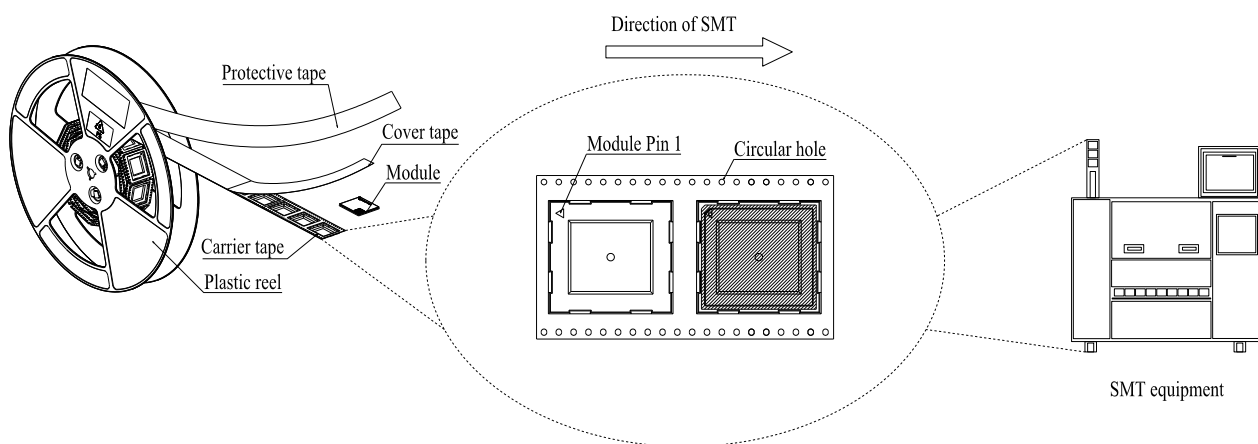 Direction of SMT
Protective tape
Cover tape
Module Pin 1
Circular hole
Module
Carrier tape
Plastic reel
SMT equipment